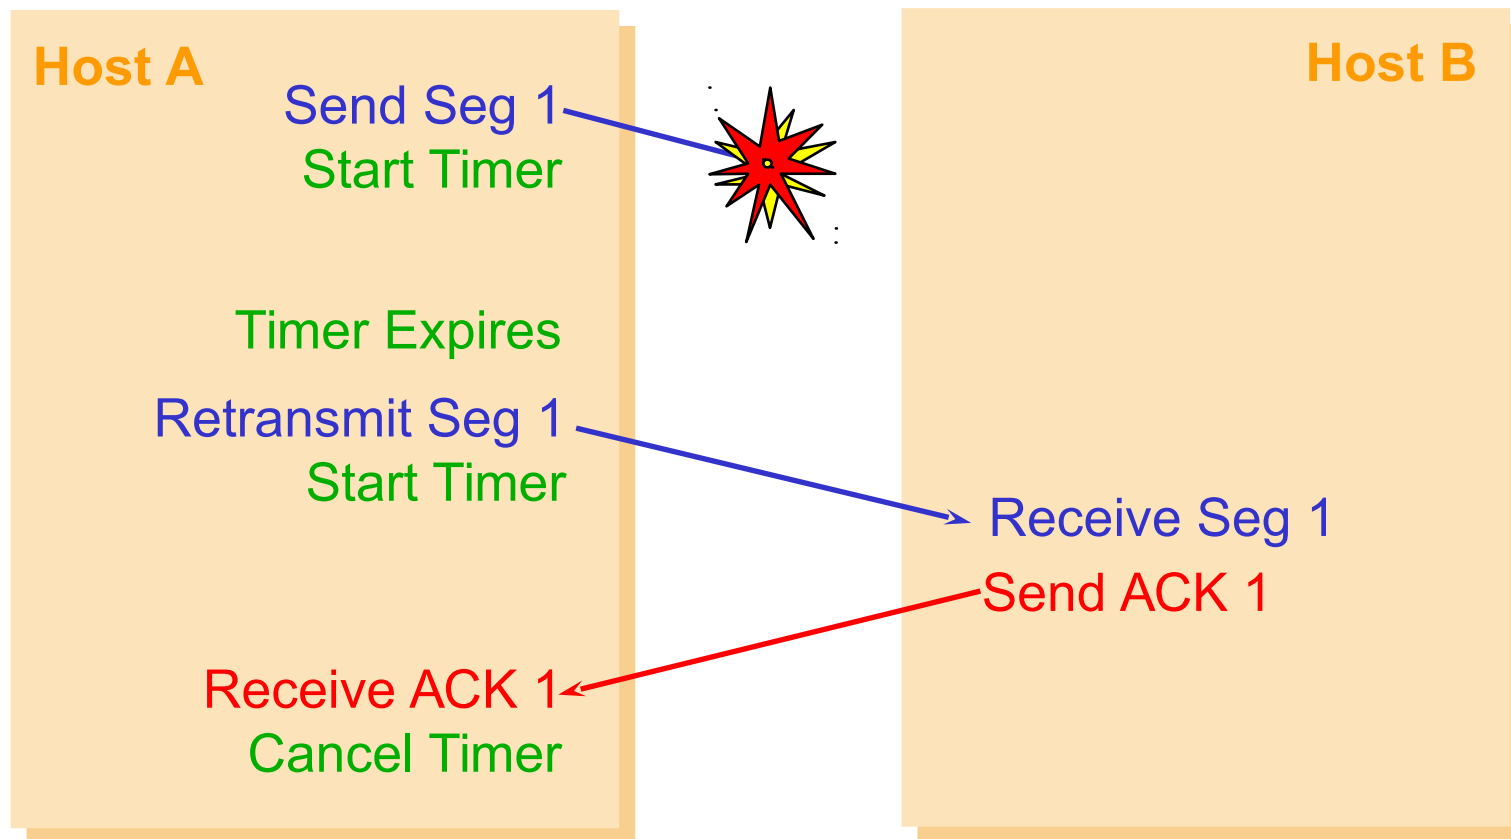 Host A
Host B
Send Seg 1
Start Timer
Timer Expires
Retransmit Seg 1
Start Timer
Receive Seg 1
Send ACK 1
Receive ACK 1
Cancel Timer